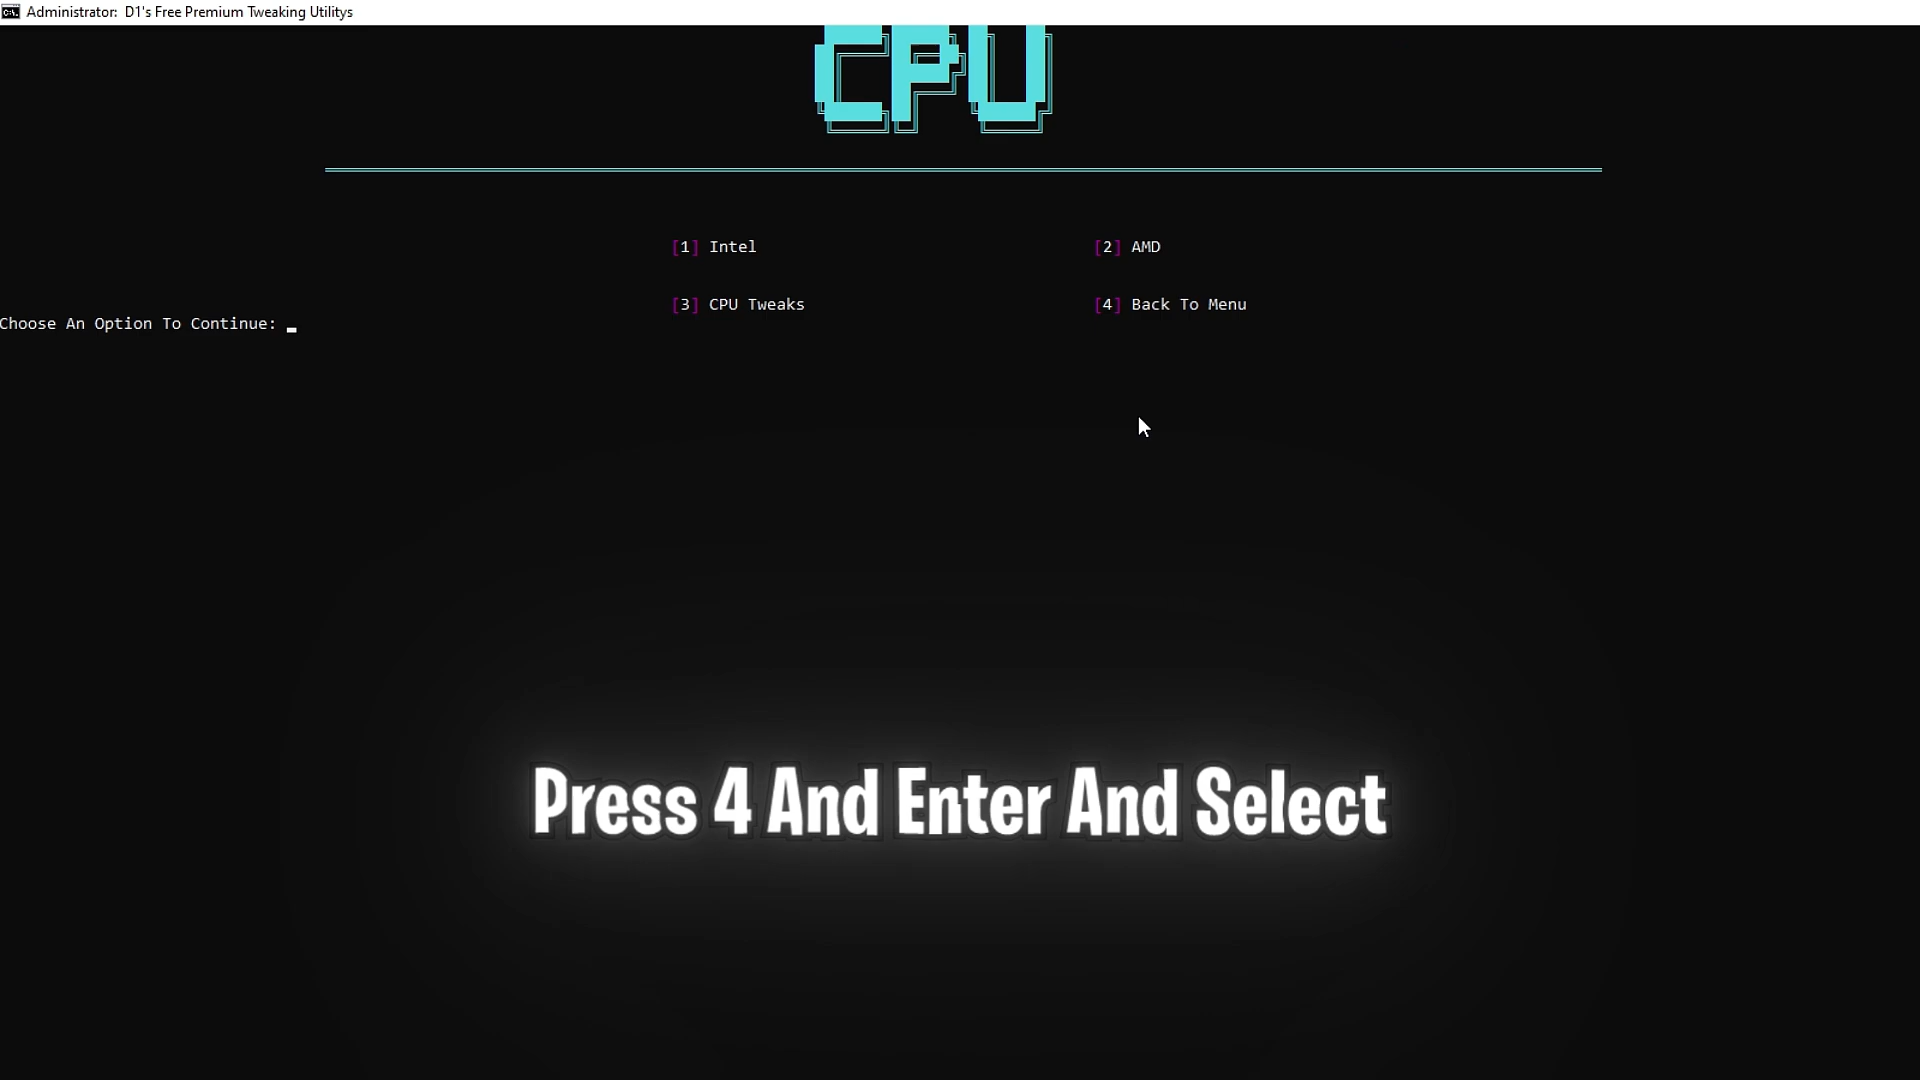 Administrator: D1's Free Premium Tweaking Utilitys
CPU
[1] Intel
[2] AMD
[3] CPU Tweaks
[4] Back To Menu
Choose An Option To Continue: _
Press 4 And Enter And Select